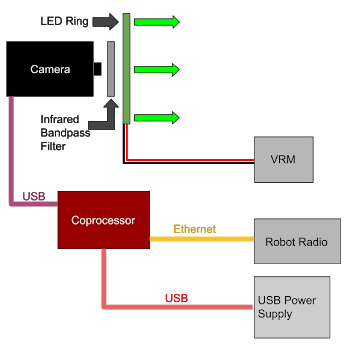 LED Ring
Camera
Infrared
Bandpass
Filter
VRM
USB
Coprocessor
Ethernet
Robot Radio
USB
USB Power
Supply